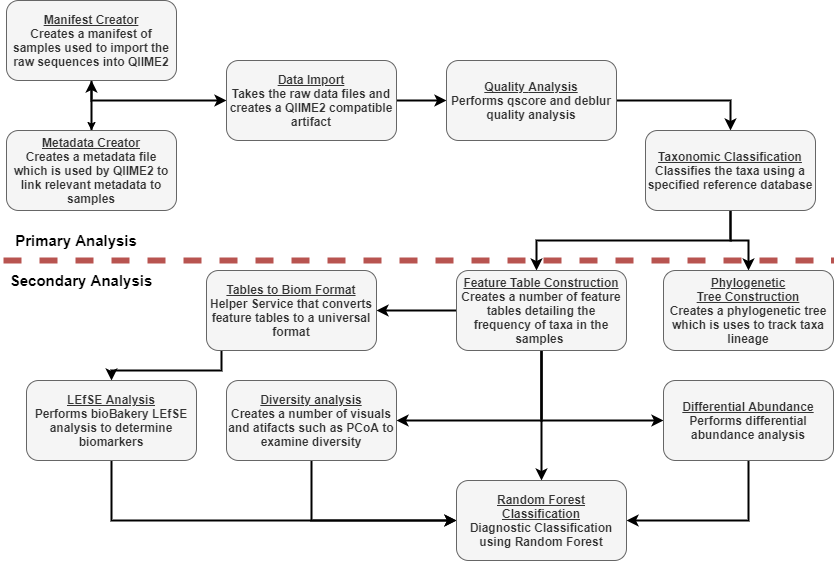 Manifest Creator
Creates a manifest of
samples used to import the
raw sequences into QIIME2
Data Import
Takes the raw data files and
creates a QIIME2 compatible
artifact
Quality Analysis
Performs qscore and deblur
quality analysis
Metadata Creator
Creates a metadata file
which is used by QIIME2 to
link relevant metadata to
samples
Taxonomic Classification
Classifies the taxa using a
specified reference database
Primary Analysis
Secondary Analysis
Tables to Biom Format
Helper Service that converts
feature tables to a universal
format
Feature Table Construction
Creates a number of feature
tables detailing the
frequency of taxa in the
samples
Phylogenetic
Tree Construction
Creates a phylogenetic tree
which is uses to track taxa
lineage
LEfSE Analysis
Performs bioBakery LEfSE
analysis to determine
biomarkers
Diversity analysis
Creates a number of visuals
and atifacts such as PCoA to
examine diversity
Differential Abundance
Performs differential
abundance analysis
Random Forest
Classification
Diagnostic Classification
using Random Forest